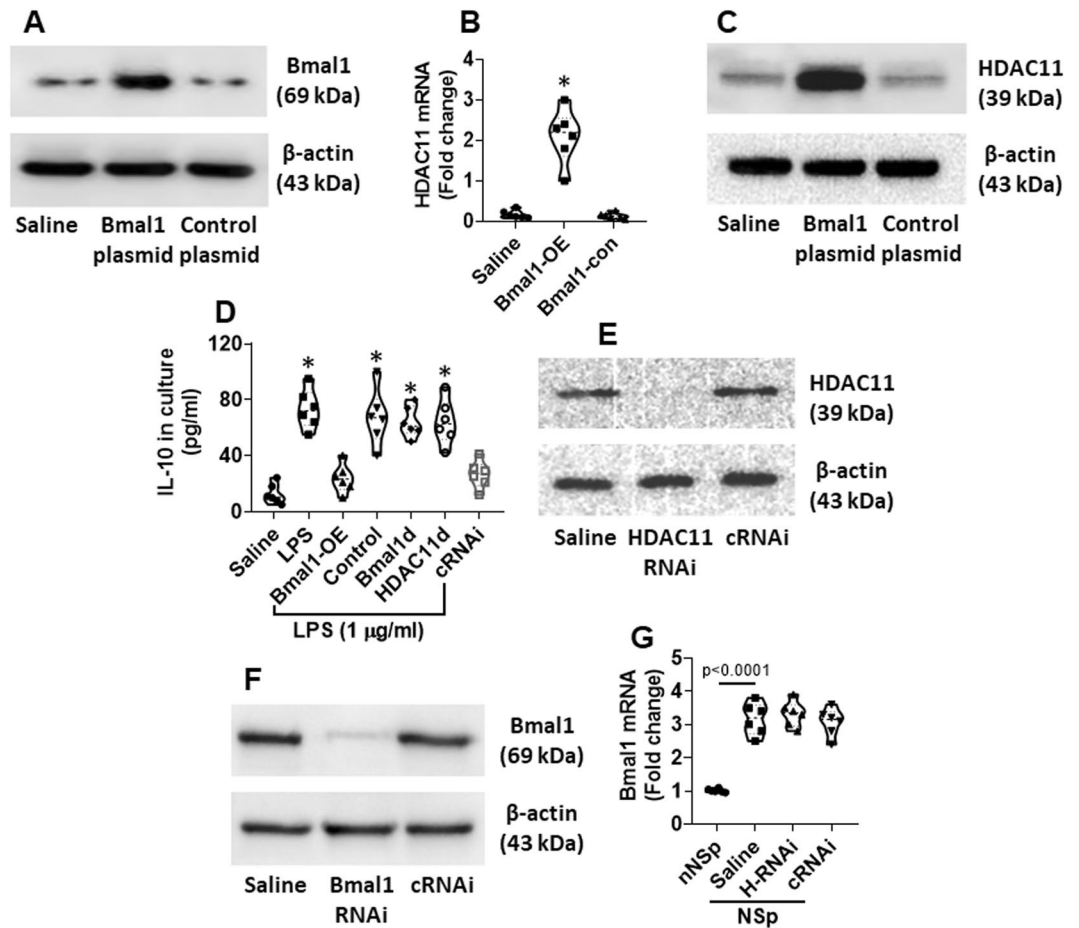 A
Bmal1
(69 kDa)
β-actin
(43 kDa)
Saline
Bmal1
plasmid
Control
plasmid
B
HDAC11 mRNA
(Fold change)
4
3
2
1
0
*
Saline
Bmal1-OE
Bmal1-con
C
HDAC11
(39 kDa)
β-actin
(43 kDa)
Saline
Bmal1
plasmid
Control
plasmid
D
IL-10 in culture
(pg/ml)
120
80
40
0
*
*
*
*
Saline
LPS
Bmal1-OE
Control
Bmal1d
HDAC11d
cRNAi
LPS (1 μg/ml)
E
HDAC11
(39 kDa)
β-actin
(43 kDa)
Saline
HDAC11
RNAi
cRNAi
F
Bmal1
(69 kDa)
β-actin
(43 kDa)
Saline
Bmal1
RNAi
cRNAi
G
Bmal1 mRNA
(Fold change)
5
4
3
2
1
0
p<0.0001
nNSp
Saline
H-RNAi
cRNAi
NSp